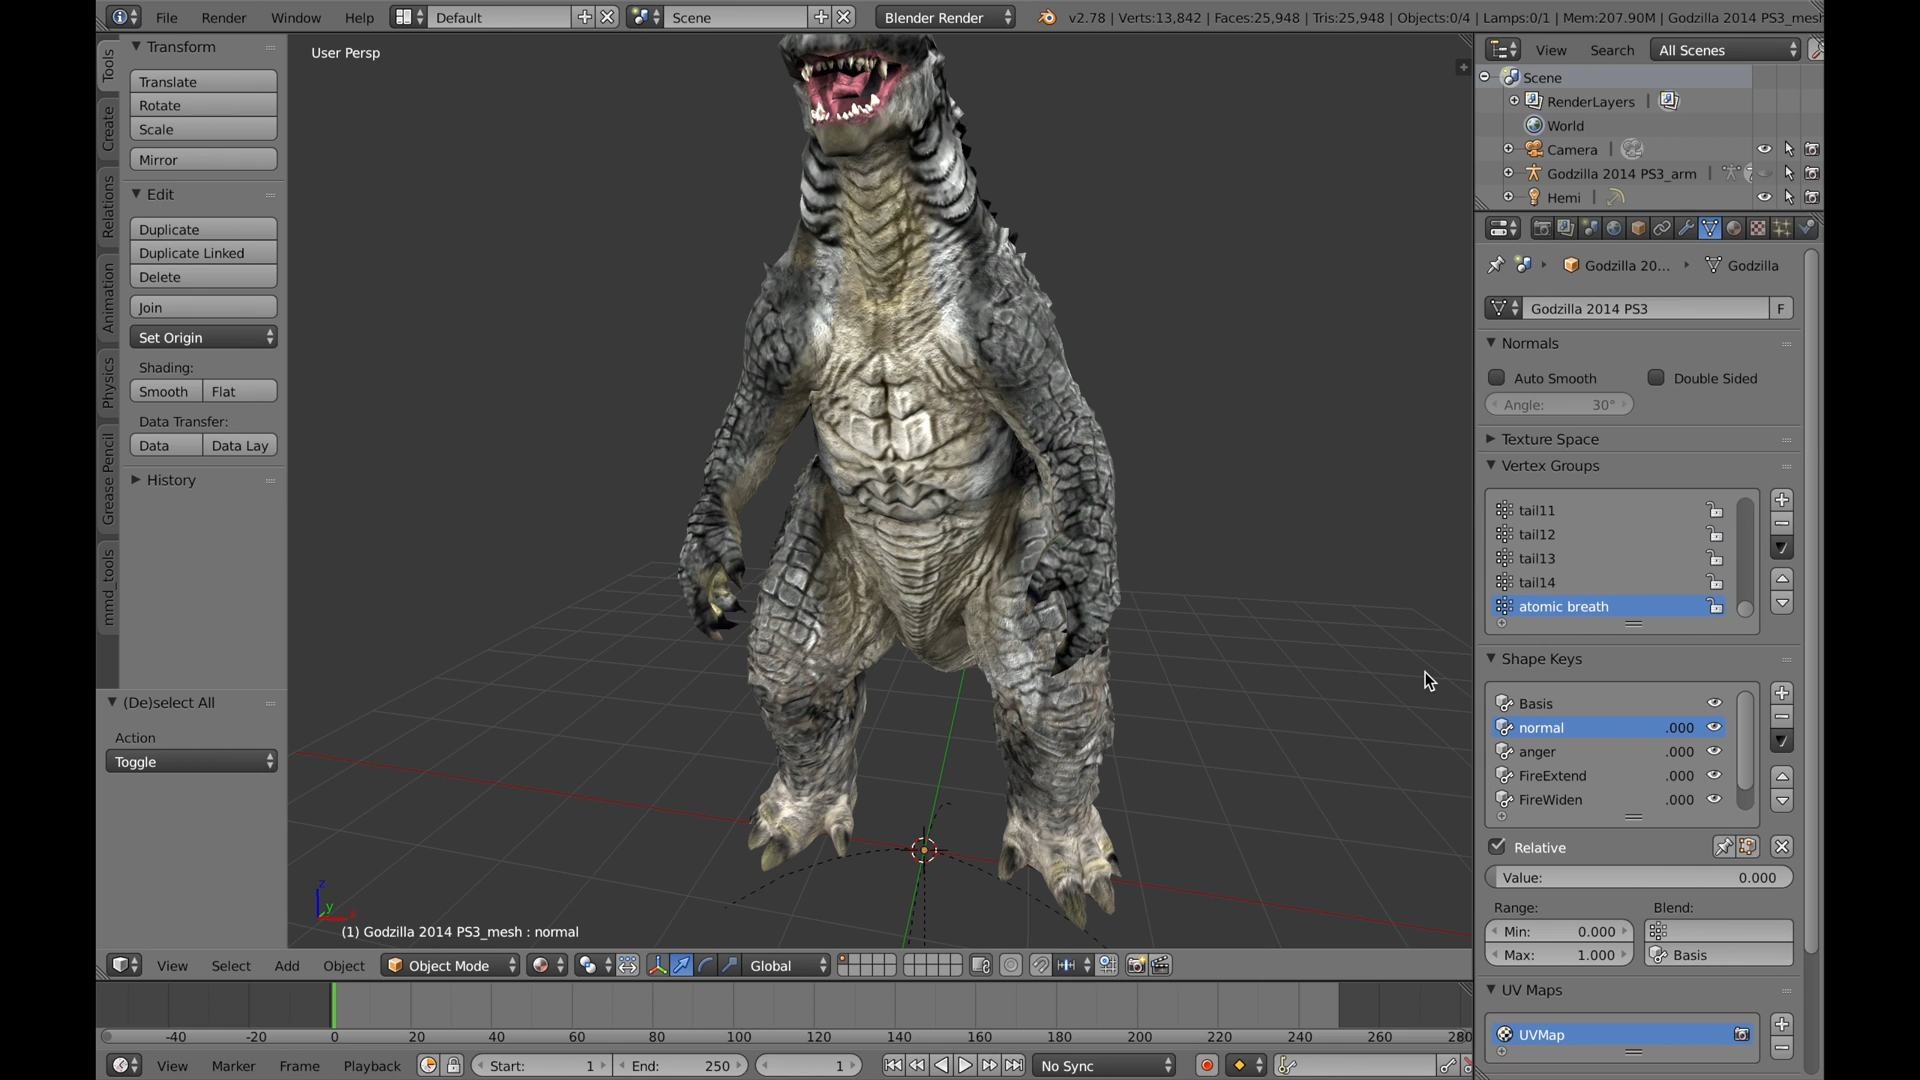 File Render Window Help Default Scene Blender Render v2.78 | Verts:13,842 | Faces:25,948 | Tris:25,948 | Objects:0/4 | Lamps:0/1 | Mem:207.90M | Godzilla 2014 PS3_mesh
Tools
Create
Relations
Animation
Physics
Grease Pencil
mmd_tools
Transform
Translate
Rotate
Scale
Mirror
Edit
Duplicate
Duplicate Linked
Delete
Join
Set Origin
Shading:
Smooth Flat
Data Transfer:
Data Data Lay
History
(De)select All
Action
Toggle
User Persp
z
y
x
(1) Godzilla 2014 PS3_mesh : normal
View Search All Scenes
Scene
RenderLayers |
World
Camera |
Godzilla 2014 PS3_arm |
Hemi |
Godzilla 20... Godzilla
Godzilla 2014 PS3 F
Normals
Auto Smooth Double Sided
Angle: 30°
Texture Space
Vertex Groups
tail11
tail12
tail13
tail14
atomic breath
Shape Keys
Basis
normal .000
anger .000
FireExtend .000
FireWiden .000
Relative
Value: 0.000
Range: Blend:
Min: 0.000
Max: 1.000 Basis
UV Maps
UVMap
View Select Add Object Object Mode Global
-40 -20 0 20 40 60 80 100 120 140 160 180 200 220 240 260 280
View Marker Frame Playback Start: 1 End: 250 1 No Sync